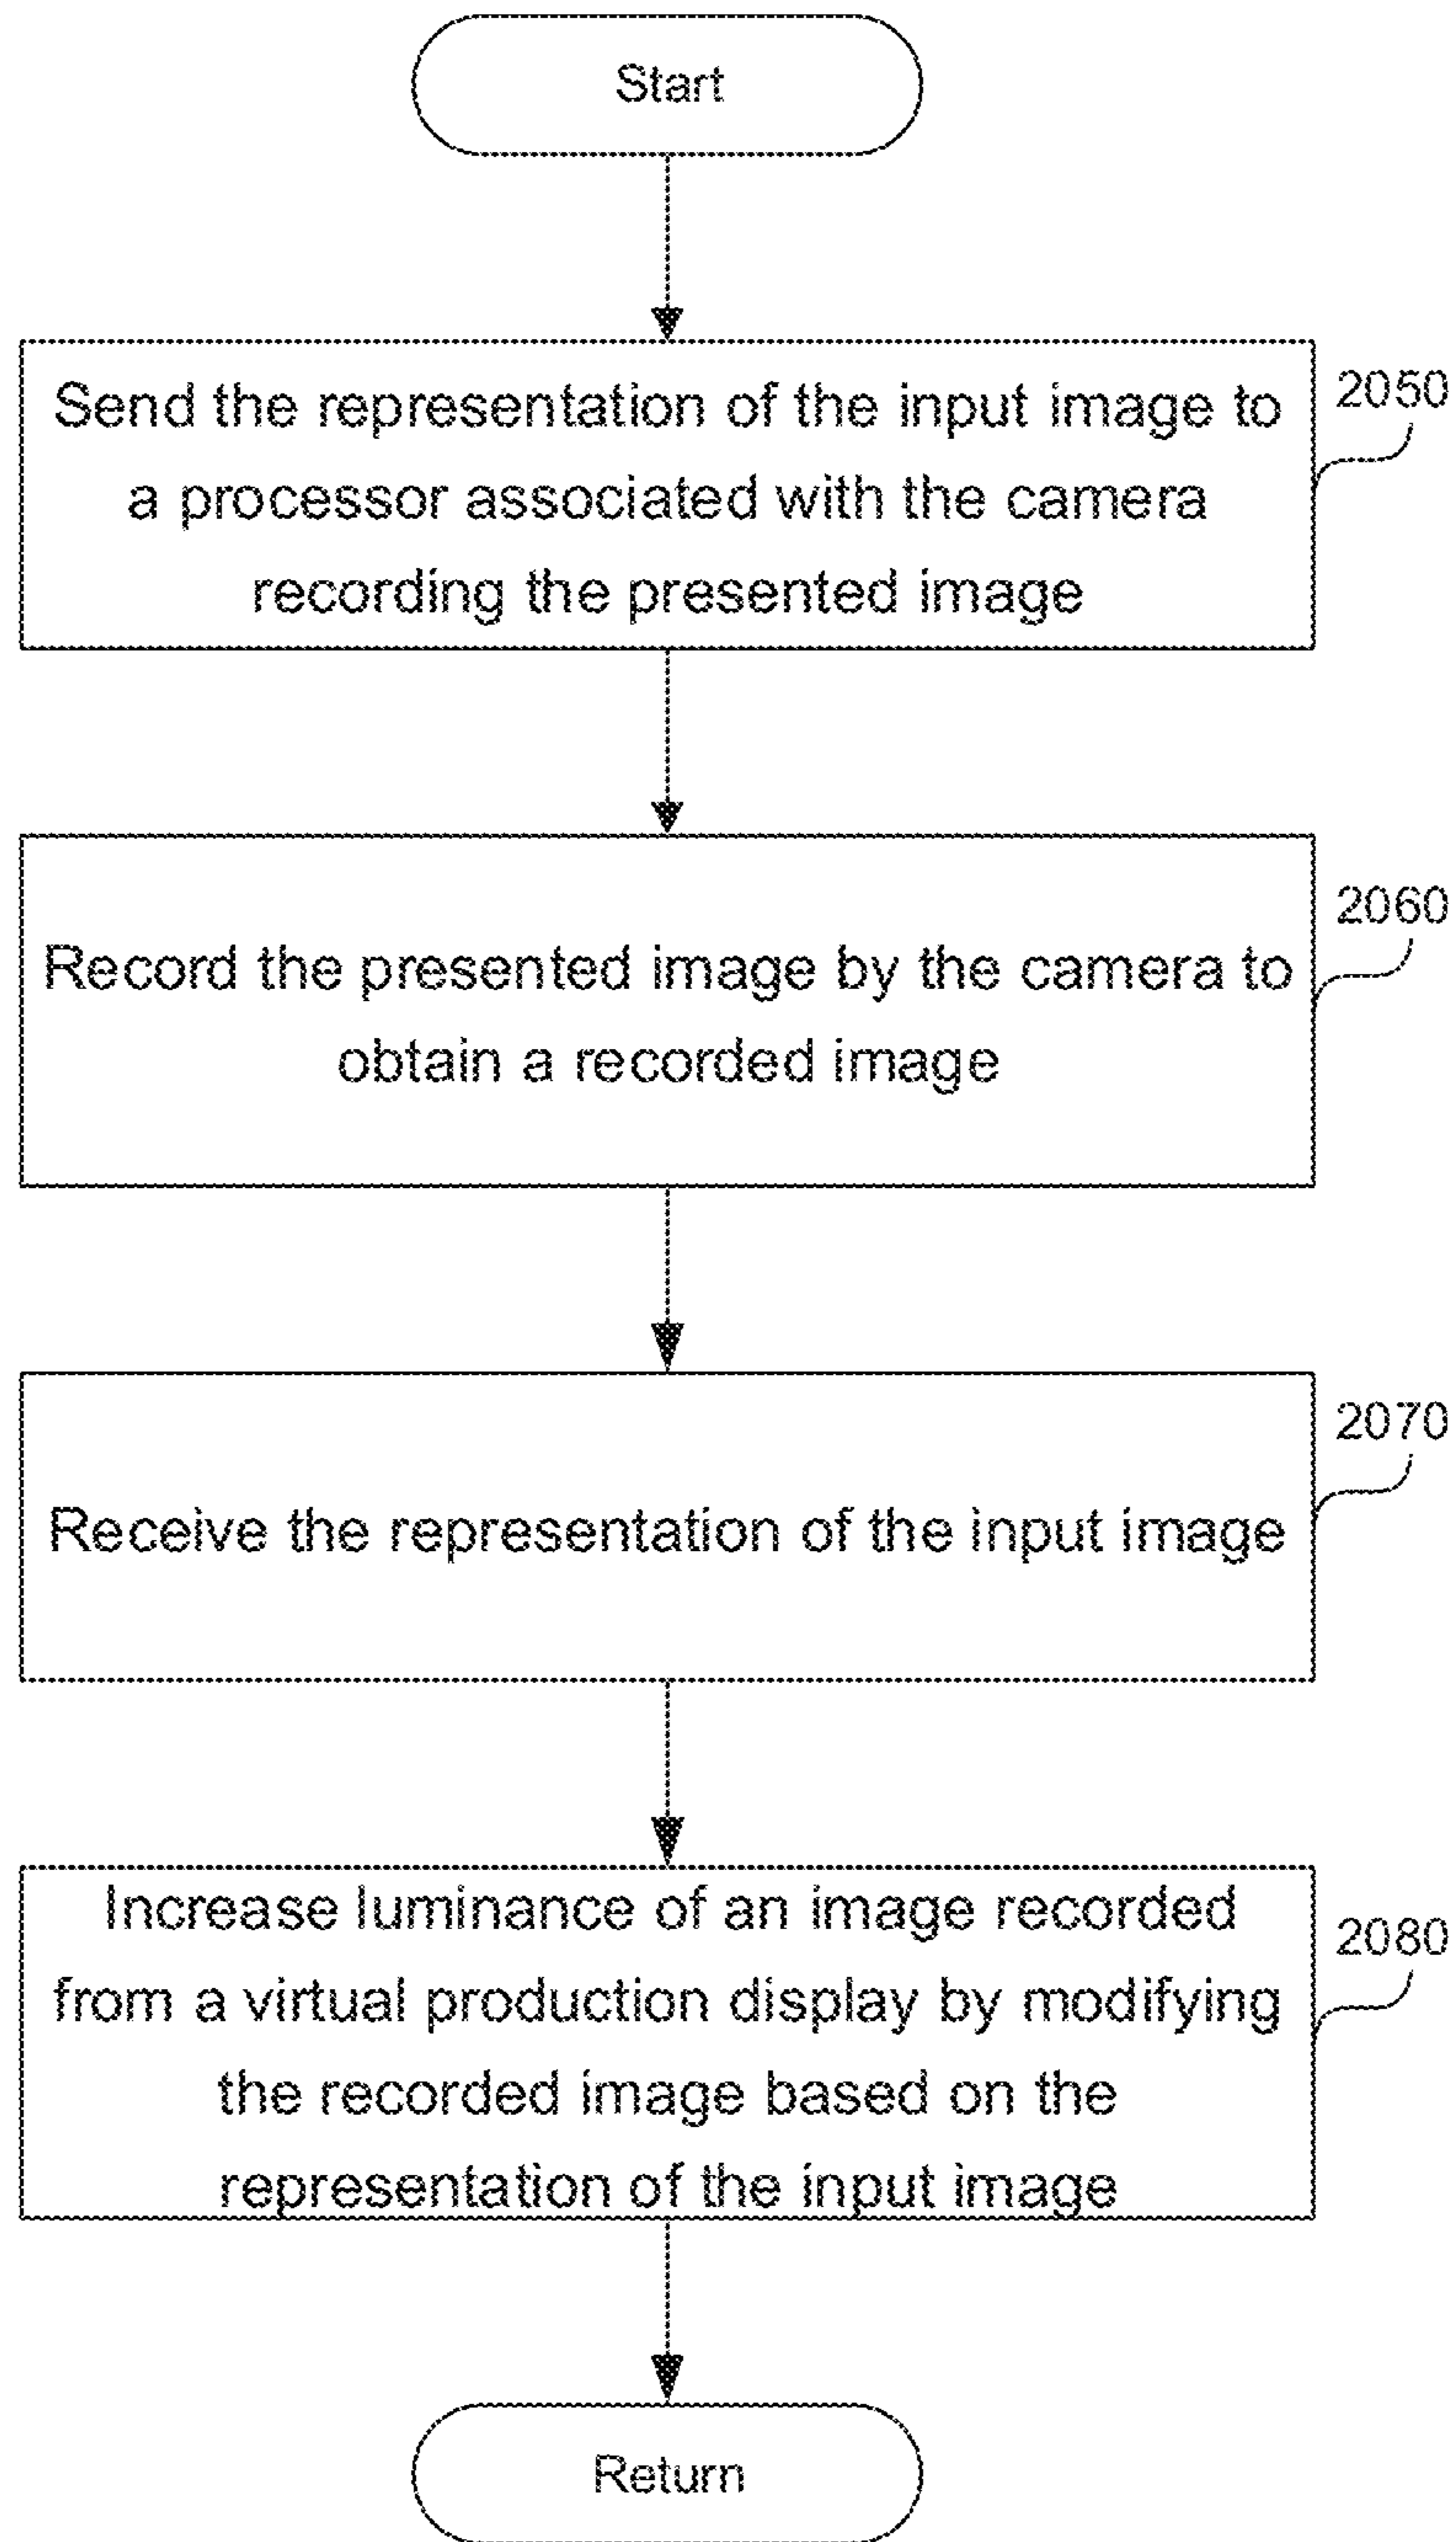 Start
Send the representation of the input image to
a processor associated with the camera
recording the presented image
2050
Record the presented image by the camera to
obtain a recorded image
2060
Receive the representation of the input image
2070
Increase luminance of an image recorded
from a virtual production display by modifying
the recorded image based on the
representation of the input image
2080
Return